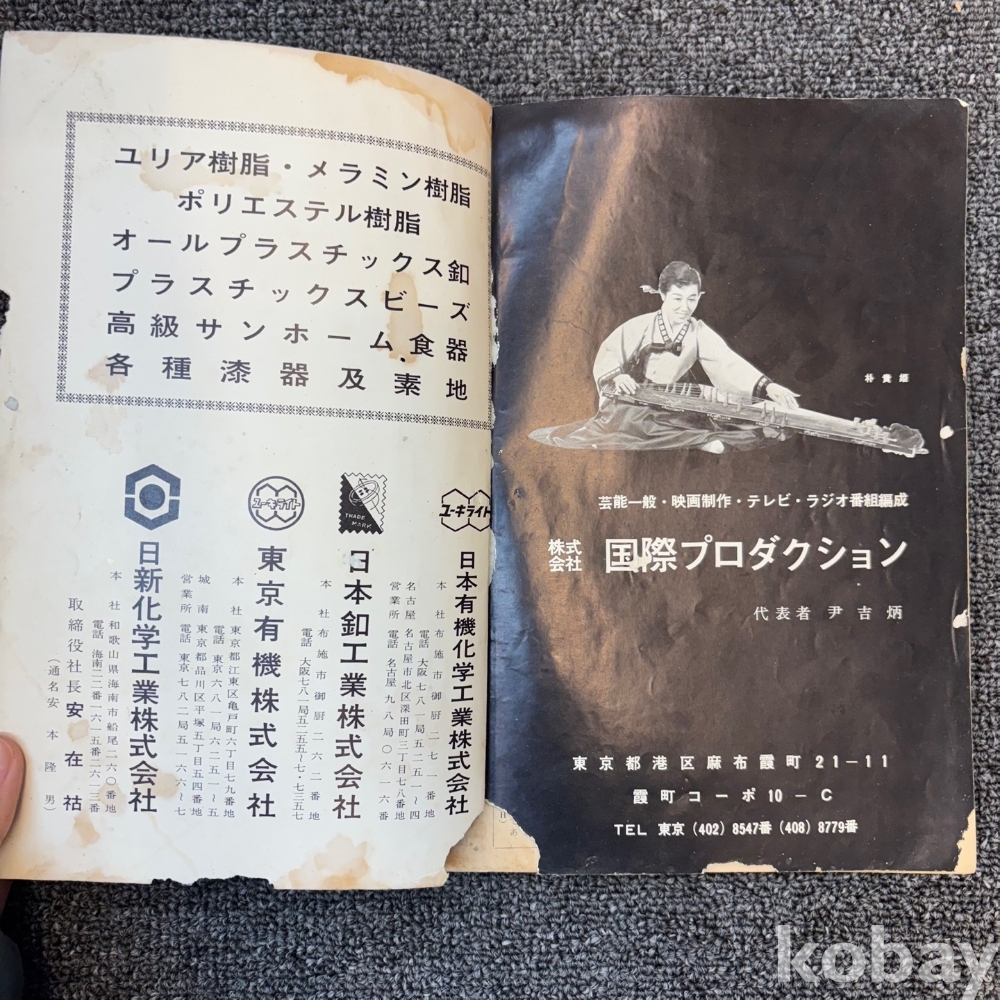 ユリア樹脂・メラミン樹脂
ポリエステル樹脂
オールプラスチックス釦
プラスチックスビーズ
高級サンホーム食器
各種漆器及素地
ユーキライト
日本有機化学工業株式会社
本社 布施市御厨二七一番地
電話 大阪七八一局五二五一~四
名古屋 名古屋市北区深田町三丁目七八番地
営業所 電話 名古屋九八局〇六一六番
TRADE MARK
日本釦工業株式会社
本社 布施市御厨二六二番地
電話 大阪七八一局五二五五~七・七三五七
ユーキライト
東京有機株式会社
本社 東京都江東区亀戸町六丁目七九番地
電話 東京六八一局六二五一~五
城南 東京都品川区平塚五丁目五四番地
営業所 電話 東京七八二局五一六六~七
日新化学工業株式会社
本社 和歌山県海南市船尾二六〇番地
電話 海南二二番一六一五番二六二三番
取締役社長 安在祜
(通名 安本隆男)
朴貴姫
芸能一般・映画制作・テレビ・ラジオ番組編成
株式会社 国際プロダクション
代表者 尹吉炳
東京都港区麻布霞町21-11
霞町コーポ10-C
TEL 東京(402)8547番(408)8779番
あ
kobay